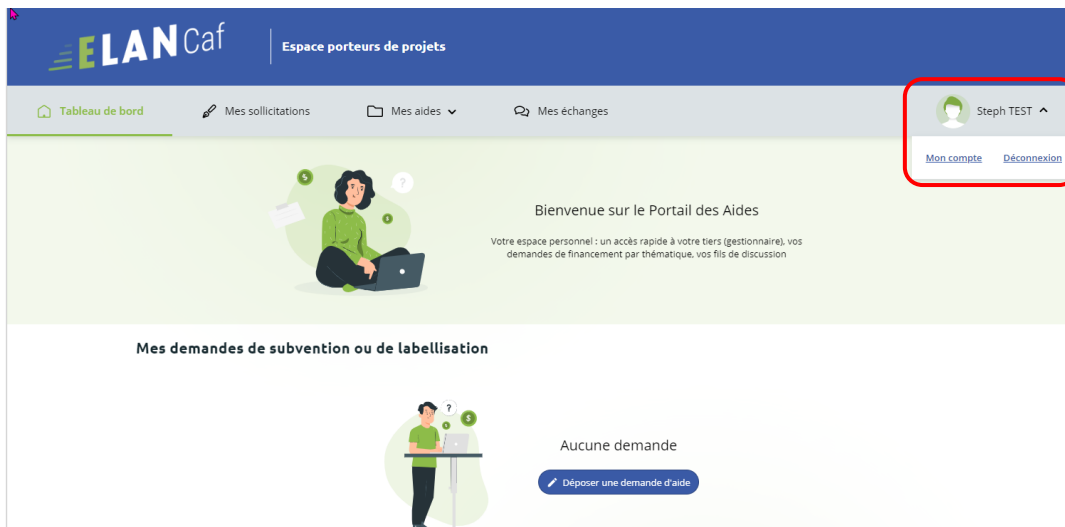 ELAN Caf
Espace porteurs de projets
Tableau de bord
Mes sollicitations
Mes aides
Mes échanges
Steph TEST
Mon compte
Déconnexion
?
$
$
Bienvenue sur le Portail des Aides
Votre espace personnel : un accès rapide à votre tiers (gestionnaire), vos
demandes de financement par thématique, vos fils de discussion
Mes demandes de subvention ou de labellisation
?
$
Aucune demande
Déposer une demande d'aide